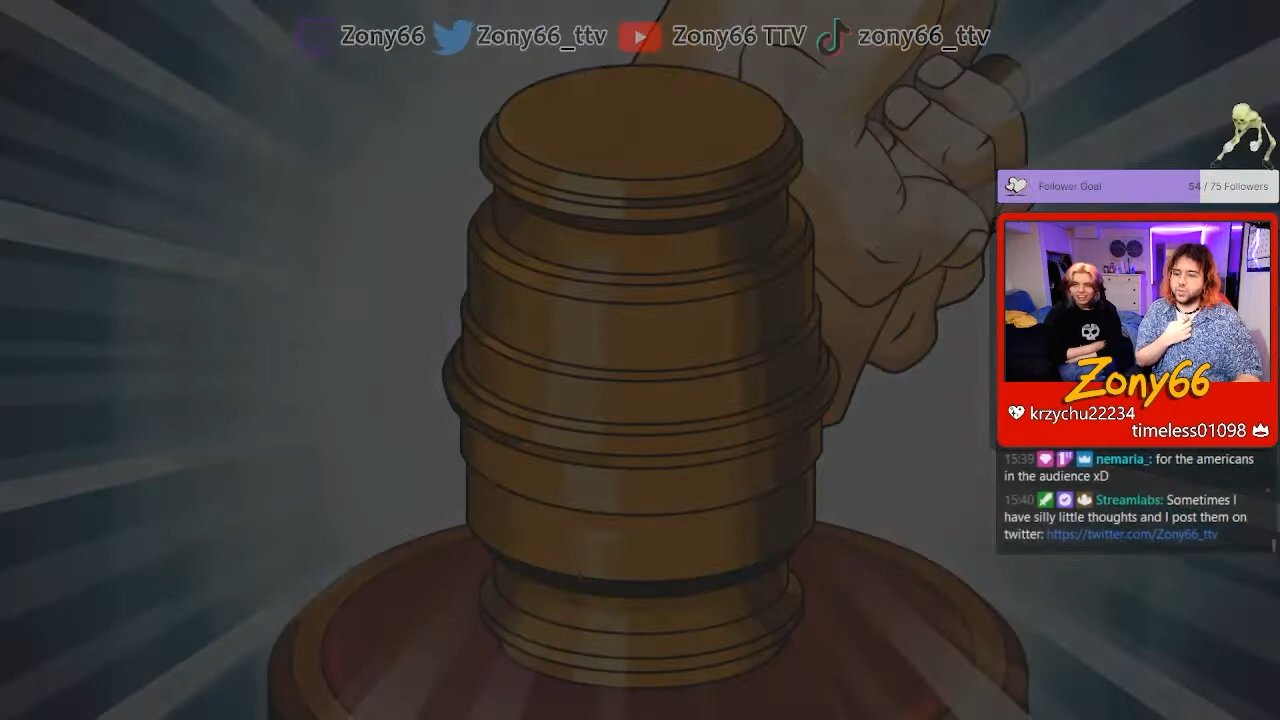 Zony66 Zony66_ttv Zony66 TTV zony66_ttv
Follower Goal 54 / 75 Followers
Zony66
krzychu22234
timeless01098
15:39 nemaria_: for the americans
in the audience xD
15:40 Streamlabs: Sometimes I
have silly little thoughts and I post them on
twitter: https://twitter.com/Zony66_ttv